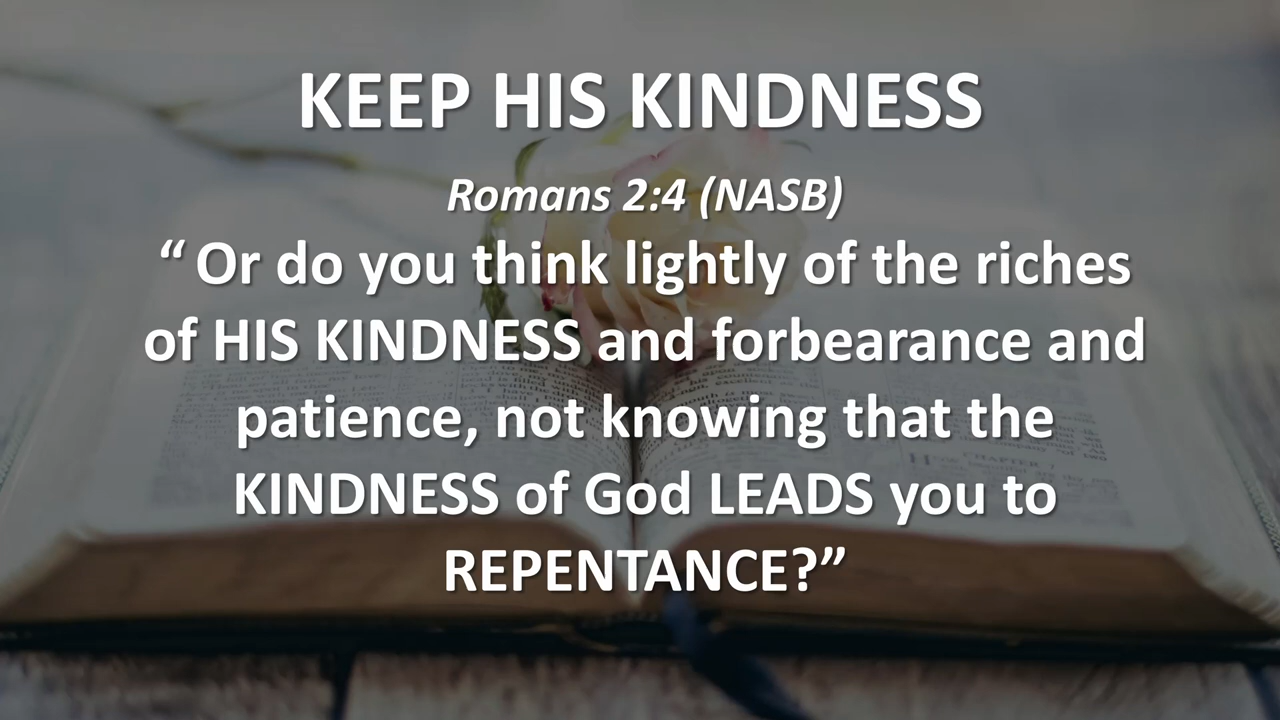 KEEP HIS KINDNESS
Romans 2:4 (NASB)
“ Or do you think lightly of the riches
of HIS KINDNESS and forbearance and
patience, not knowing that the
KINDNESS of God LEADS you to
REPENTANCE?”